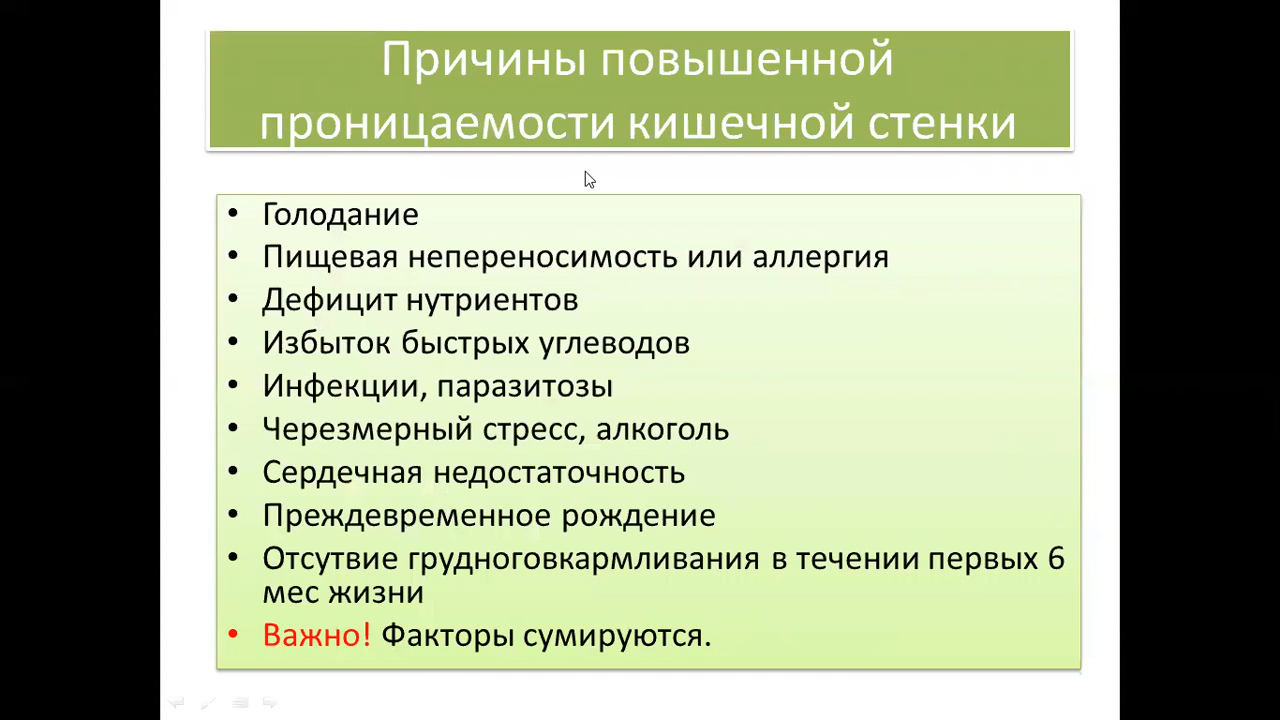 Причины повышенной
проницаемости кишечной стенки
• Голодание
• Пищевая непереносимость или аллергия
• Дефицит нутриентов
• Избыток быстрых углеводов
• Инфекции, паразитозы
• Черезмерный стресс, алкоголь
• Сердечная недостаточность
• Преждевременное рождение
• Отсутвие грудноговкармливания в течении первых 6
мес жизни
• Важно! Факторы сумируются.